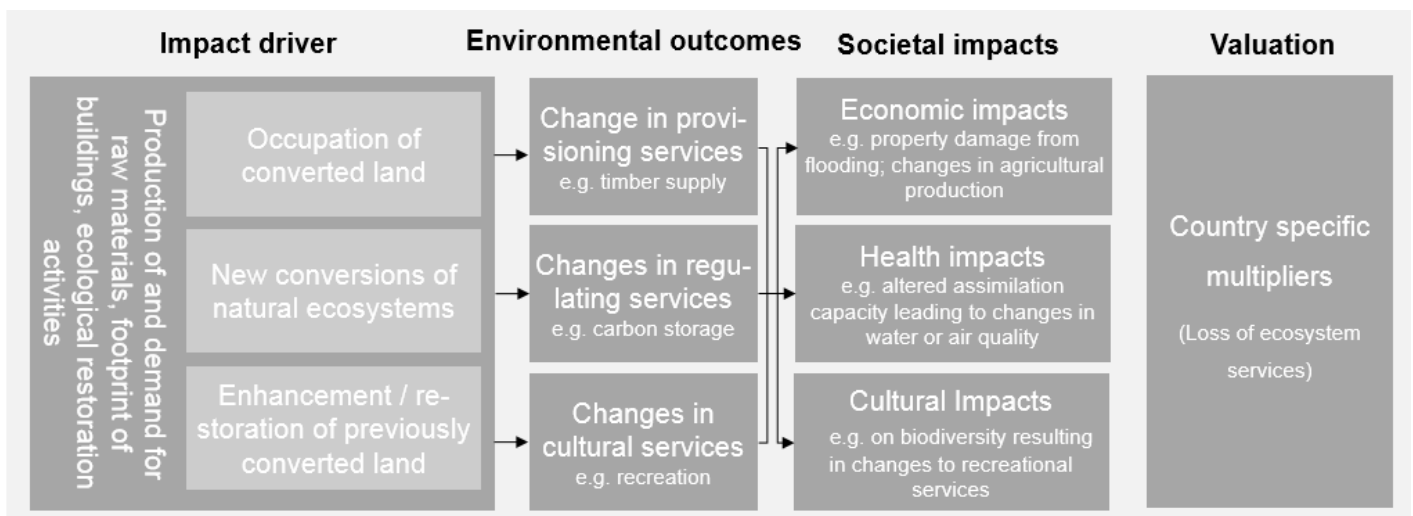 Impact driver
Environmental outcomes
Societal impacts
Valuation
Production of and demand for
raw materials, footprint of
buildings, ecological restoration
activities
Occupation of
converted land
New conversions of
natural ecosystems
Enhancement / re-
storation of previously
converted land
Change in provi-
sioning services
e.g. timber supply
Changes in regu-
lating services
e.g. carbon storage
Changes in
cultural services
e.g. recreation
Economic impacts
e.g. property damage from
flooding; changes in agricultural
production
Health impacts
e.g. altered assimilation
capacity leading to changes in
water or air quality
Cultural Impacts
e.g. on biodiversity resulting
in changes to recreational
services
Country specific
multipliers
(Loss of ecosystem
services)